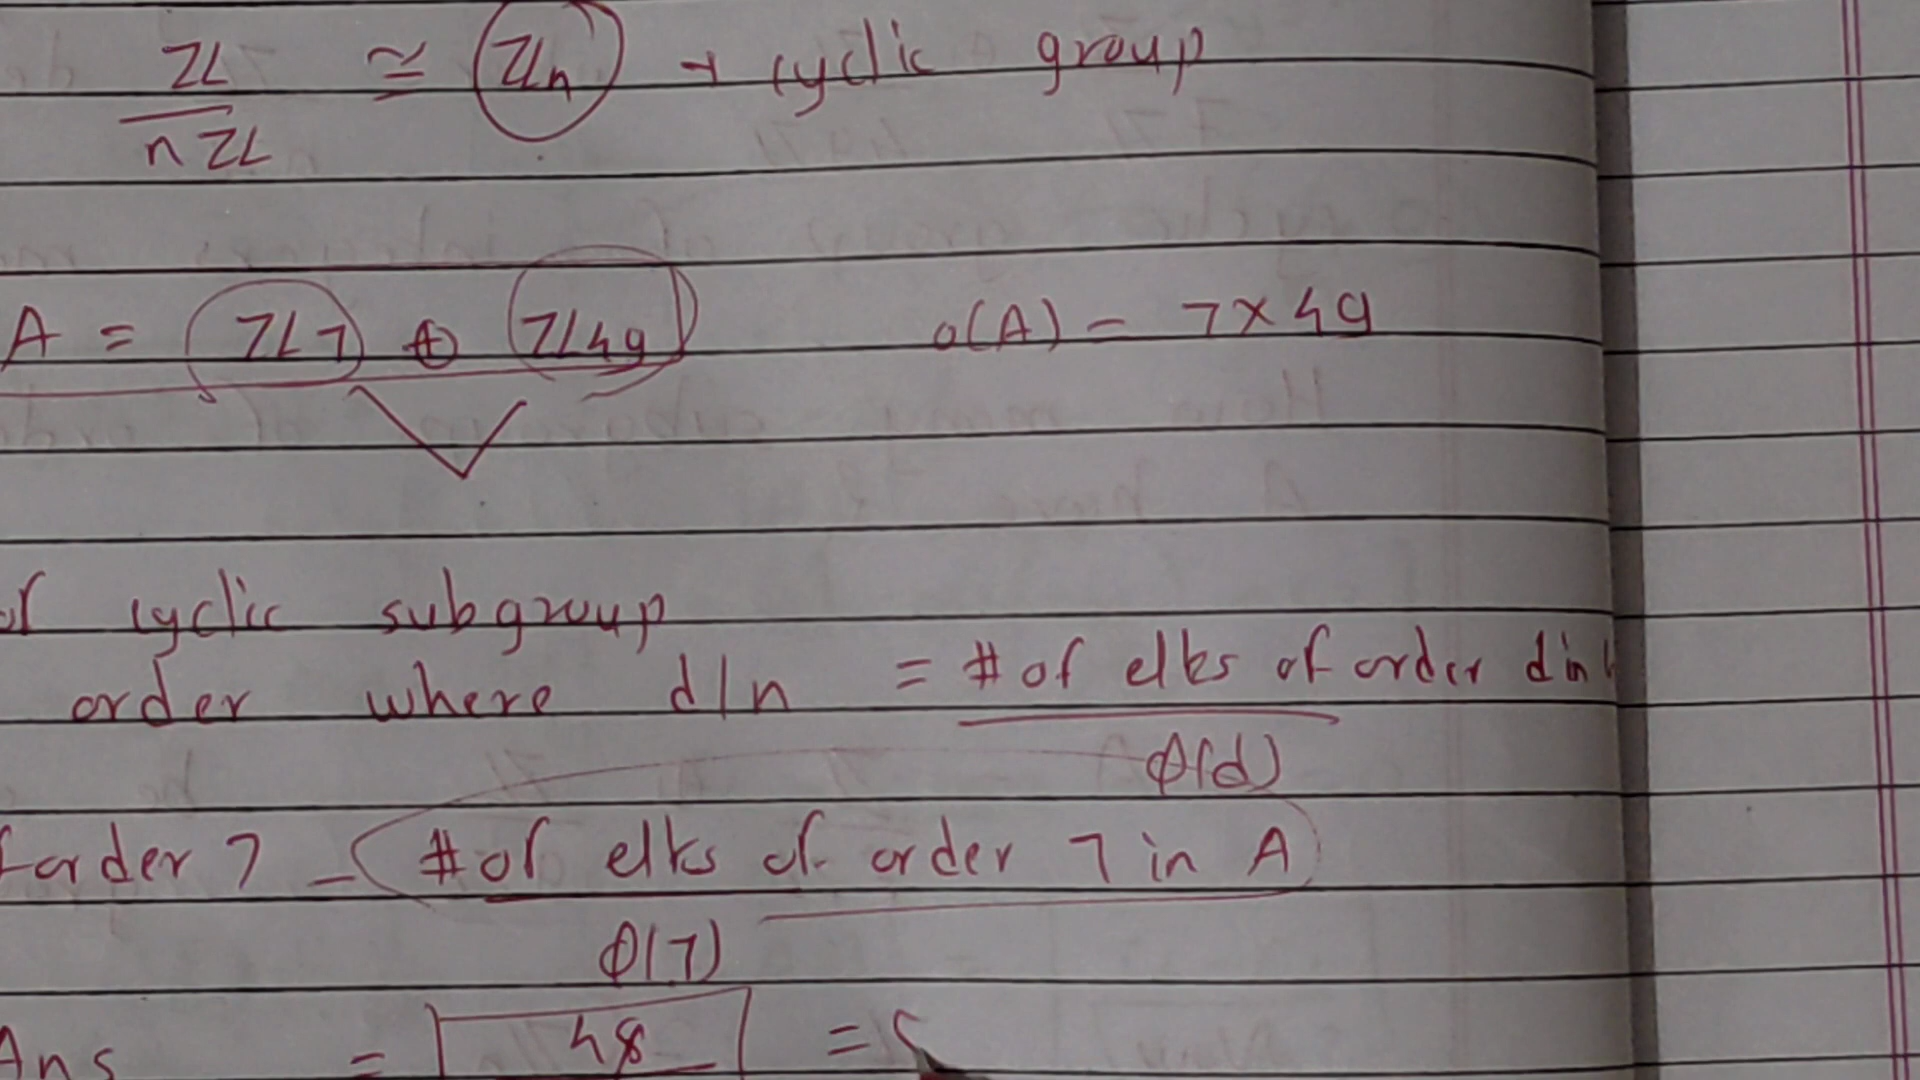 ℤ/nℤ ≅ ℤn → cyclic group
A = ℤ7 ⊕ ℤ49 o(A) = 7×49
of cyclic subgroup
order where d|n = # of elts of order d in
ϕ(d)
order 7 = # of elts of order 7 in A
ϕ(7)
Ans = 48 =